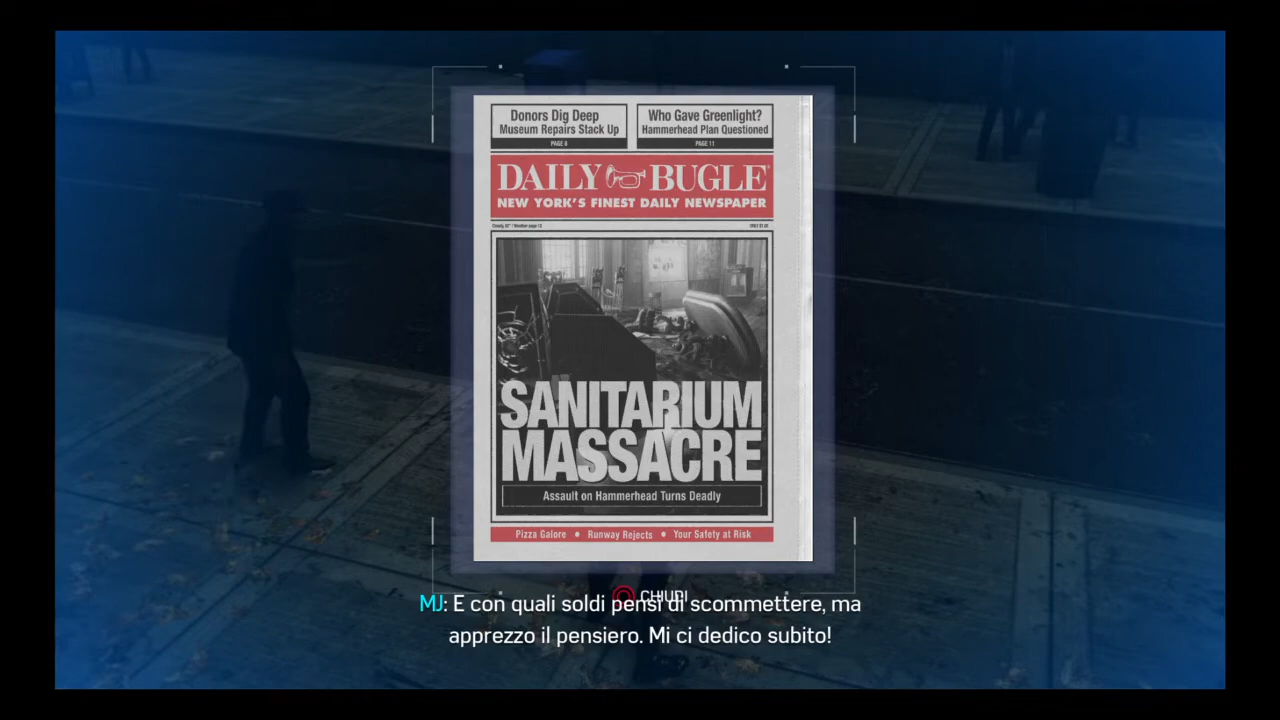 Donors Dig Deep
Museum Repairs Stack Up
PAGE 8
Who Gave Greenlight?
Hammerhead Plan Questioned
PAGE 11
DAILY BUGLE
NEW YORK'S FINEST DAILY NEWSPAPER
SANITARIUM
MASSACRE
Assault on Hammerhead Turns Deadly
Pizza Galore • Runway Rejects • Your Safety at Risk
CHIUDI
MJ: E con quali soldi pensi di scommettere, ma
apprezzo il pensiero. Mi ci dedico subito!